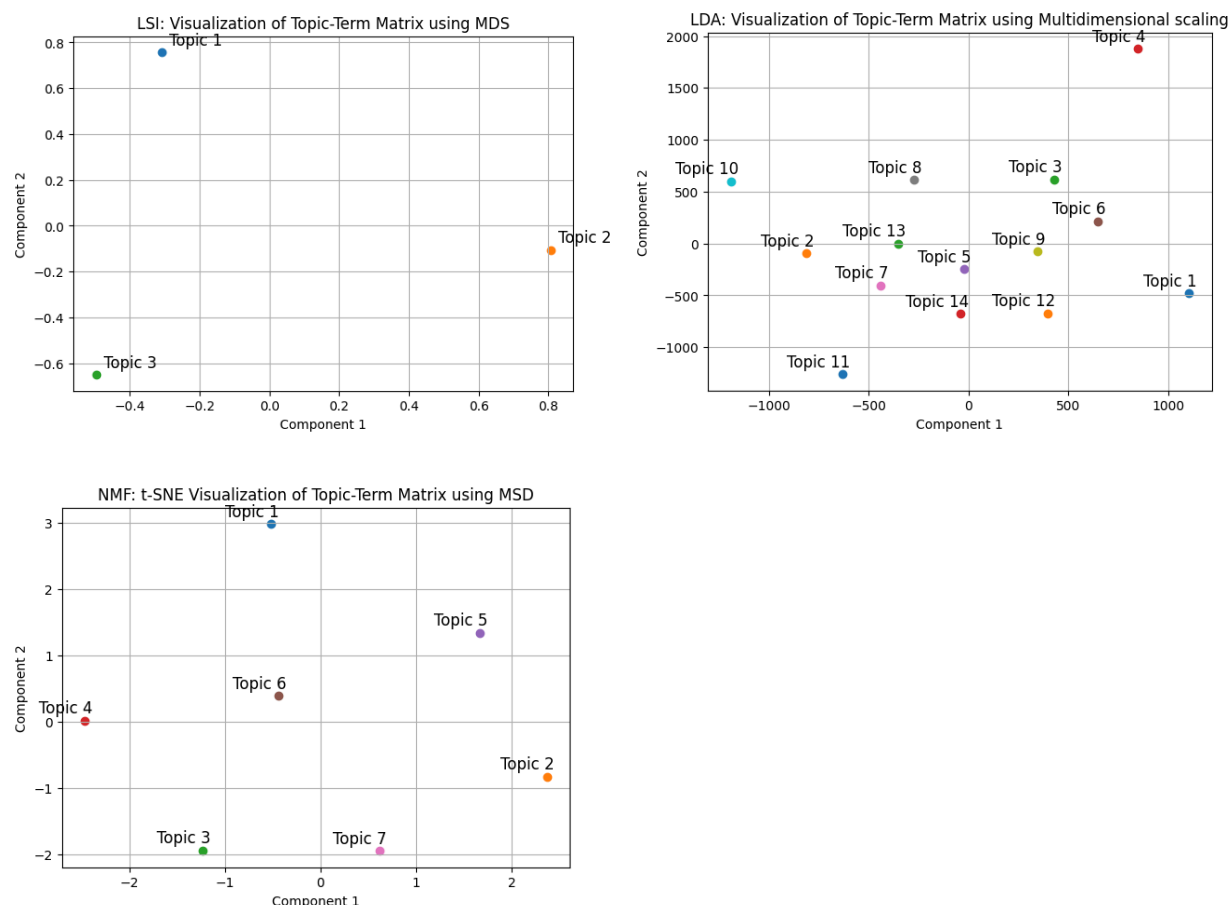 LSI: Visualization of Topic-Term Matrix using MDS
Topic 1
Topic 2
Topic 3
0.8
0.6
0.4
0.2
0.0
−0.2
−0.4
−0.6
Component 2
−0.4
−0.2
0.0
0.2
0.4
0.6
0.8
Component 1
LDA: Visualization of Topic-Term Matrix using Multidimensional scaling
Topic 4
Topic 10
Topic 8
Topic 3
Topic 6
Topic 13
Topic 2
Topic 9
Topic 5
Topic 7
Topic 1
Topic 14
Topic 12
Topic 11
2000
1500
1000
500
0
−500
−1000
Component 2
−1000
−500
0
500
1000
Component 1
NMF: t-SNE Visualization of Topic-Term Matrix using MSD
Topic 1
Topic 5
Topic 6
Topic 4
Topic 2
Topic 3
Topic 7
3
2
1
0
−1
−2
Component 2
−2
−1
0
1
2
Component 1